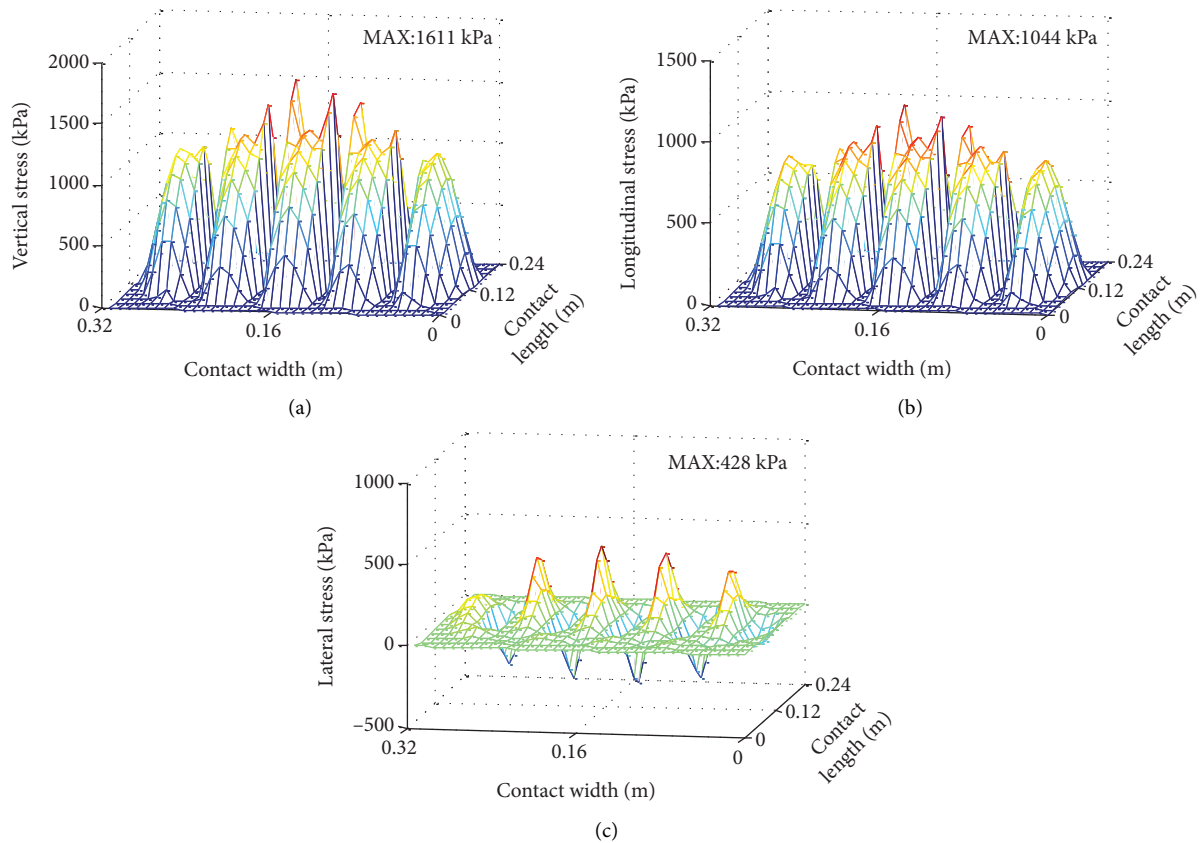 MAX:1611 kPa
2000
1500
1000
500
0
Vertical stress (kPa)
0.32
0.16
0
Contact width (m)
0.24
0.12
0
Contact
length (m)
(a)
MAX:1044 kPa
1500
1000
500
0
Longitudinal stress (kPa)
0.32
0.16
0
Contact width (m)
0.24
0.12
0
Contact
length (m)
(b)
MAX:428 kPa
1000
500
0
−500
Lateral stress (kPa)
0.32
0.16
0
Contact width (m)
0.24
0.12
0
Contact
length (m)
(c)